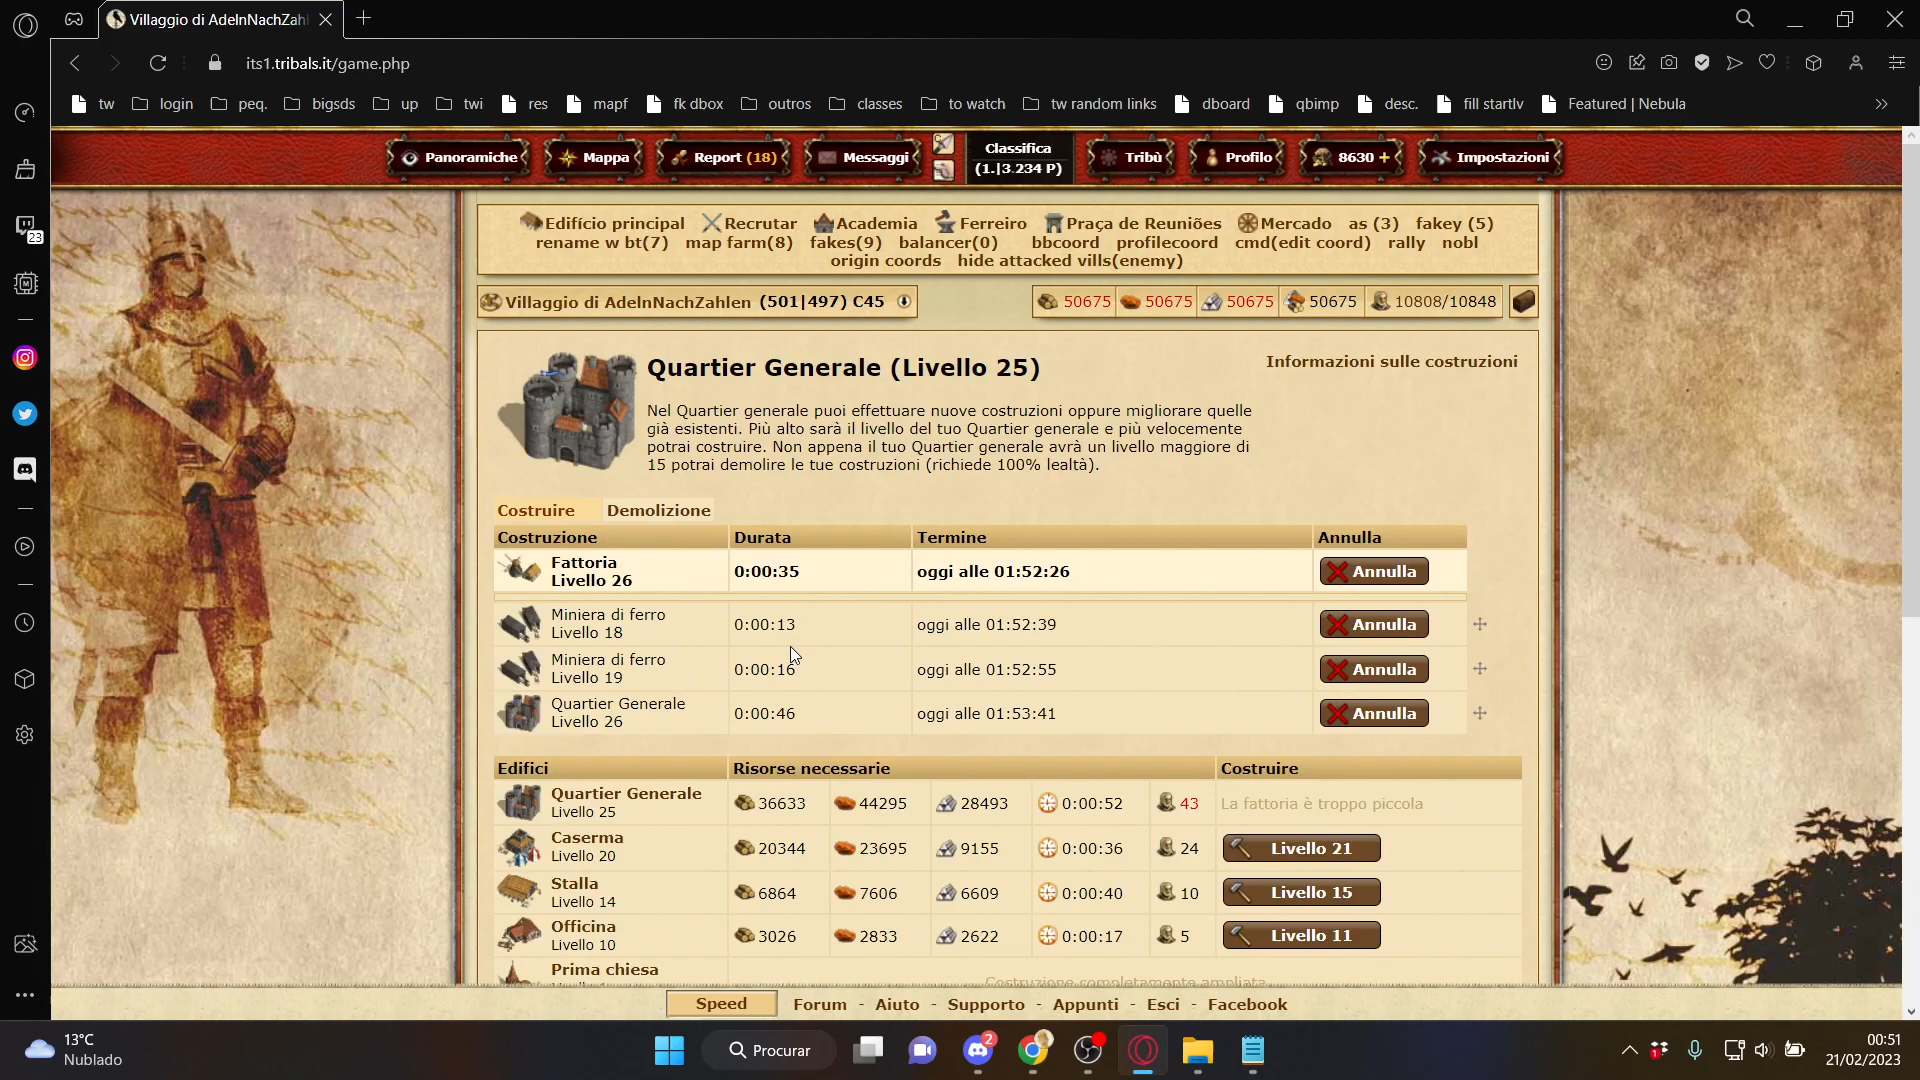 Villaggio di AdelnNachZahl
its1.tribals.it/game.php
tw login peq. bigsds up twi res mapf fk dbox outros classes to watch tw random links dboard qbimp desc. fill startlv Featured | Nebula
23
Panoramiche Mappa Report (18) Messaggi Classifica (1.|3.234 P) Tribù Profilo 8630 + Impostazioni
Edifício principal Recrutar Academia Ferreiro Praça de Reuniões Mercado as (3) fakey (5)
rename w bt(7) map farm(8) fakes(9) balancer(0) bbcoord profilecoord cmd(edit coord) rally nobl
origin coords hide attacked vills(enemy)
Villaggio di AdelnNachZahlen (501|497) C45 50675 50675 50675 50675 10808/10848
Quartier Generale (Livello 25)
Informazioni sulle costruzioni
Nel Quartier generale puoi effettuare nuove costruzioni oppure migliorare quelle
già esistenti. Più alto sarà il livello del tuo Quartier generale e più velocemente
potrai costruire. Non appena il tuo Quartier generale avrà un livello maggiore di
15 potrai demolire le tue costruzioni (richiede 100% lealtà).
Costruire Demolizione
Costruzione Durata Termine Annulla
Fattoria
Livello 26 0:00:35 oggi alle 01:52:26 Annulla
Miniera di ferro
Livello 18 0:00:13 oggi alle 01:52:39 Annulla
Miniera di ferro
Livello 19 0:00:16 oggi alle 01:52:55 Annulla
Quartier Generale
Livello 26 0:00:46 oggi alle 01:53:41 Annulla
Edifici Risorse necessarie Costruire
Quartier Generale
Livello 25 36633 44295 28493 0:00:52 43 La fattoria è troppo piccola
Caserma
Livello 20 20344 23695 9155 0:00:36 24 Livello 21
Stalla
Livello 14 6864 7606 6609 0:00:40 10 Livello 15
Officina
Livello 10 3026 2833 2622 0:00:17 5 Livello 11
Prima chiesa
Costruzione completamente ampliata
Speed Forum - Aiuto - Supporto - Appunti - Esci - Facebook
13°C
Nublado
Procurar
2
1
00:51
21/02/2023